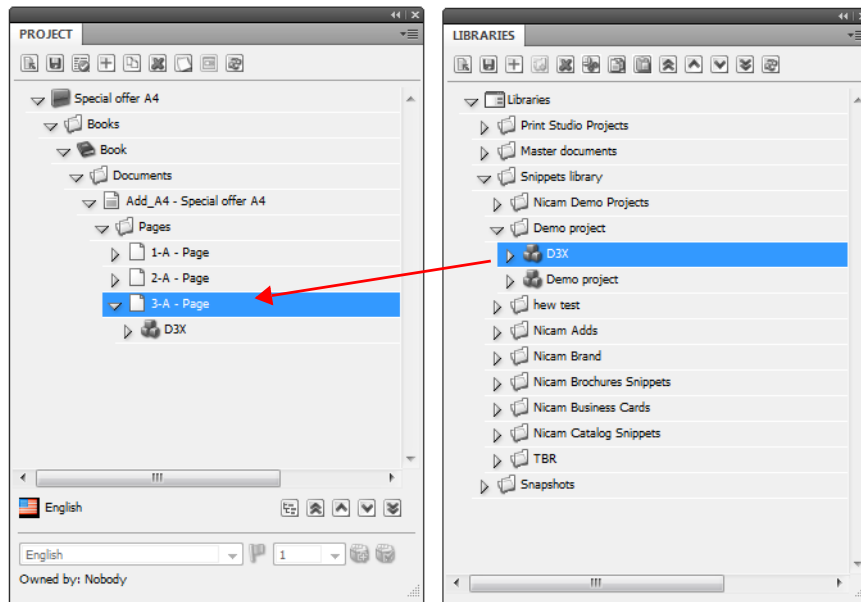 PROJECT
Special offer A4
Books
Book
Documents
Add_A4 - Special offer A4
Pages
1-A - Page
2-A - Page
3-A - Page
D3X
English
English
1
Owned by: Nobody
LIBRARIES
Libraries
Print Studio Projects
Master documents
Snippets library
Nicam Demo Projects
Demo project
D3X
Demo project
hew test
Nicam Adds
Nicam Brand
Nicam Brochures Snippets
Nicam Business Cards
Nicam Catalog Snippets
TBR
Snapshots